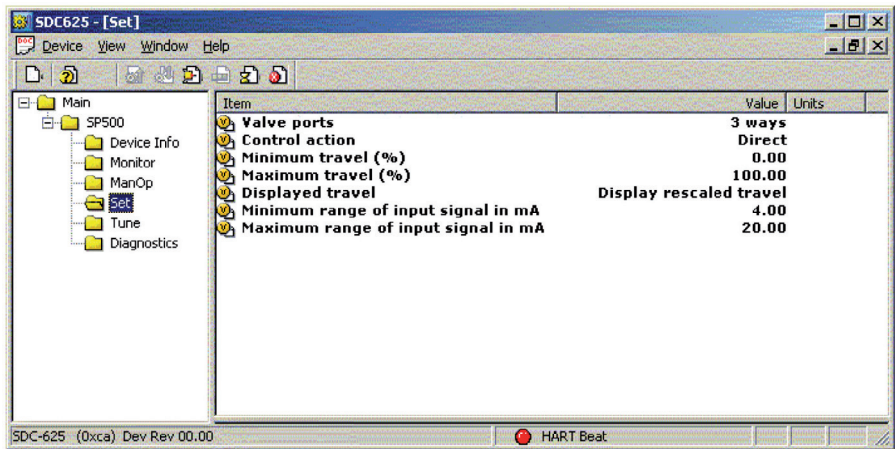 SDC625 - [Set]
DOC Device View Window Help
Main
SP500
Device Info
Monitor
ManOp
Set
Tune
Diagnostics
Item Value Units
Valve ports 3 ways
Control action Direct
Minimum travel (%) 0.00
Maximum travel (%) 100.00
Displayed travel Display rescaled travel
Minimum range of input signal in mA 4.00
Maximum range of input signal in mA 20.00
SDC-625 (0xca) Dev Rev 00.00 HART Beat